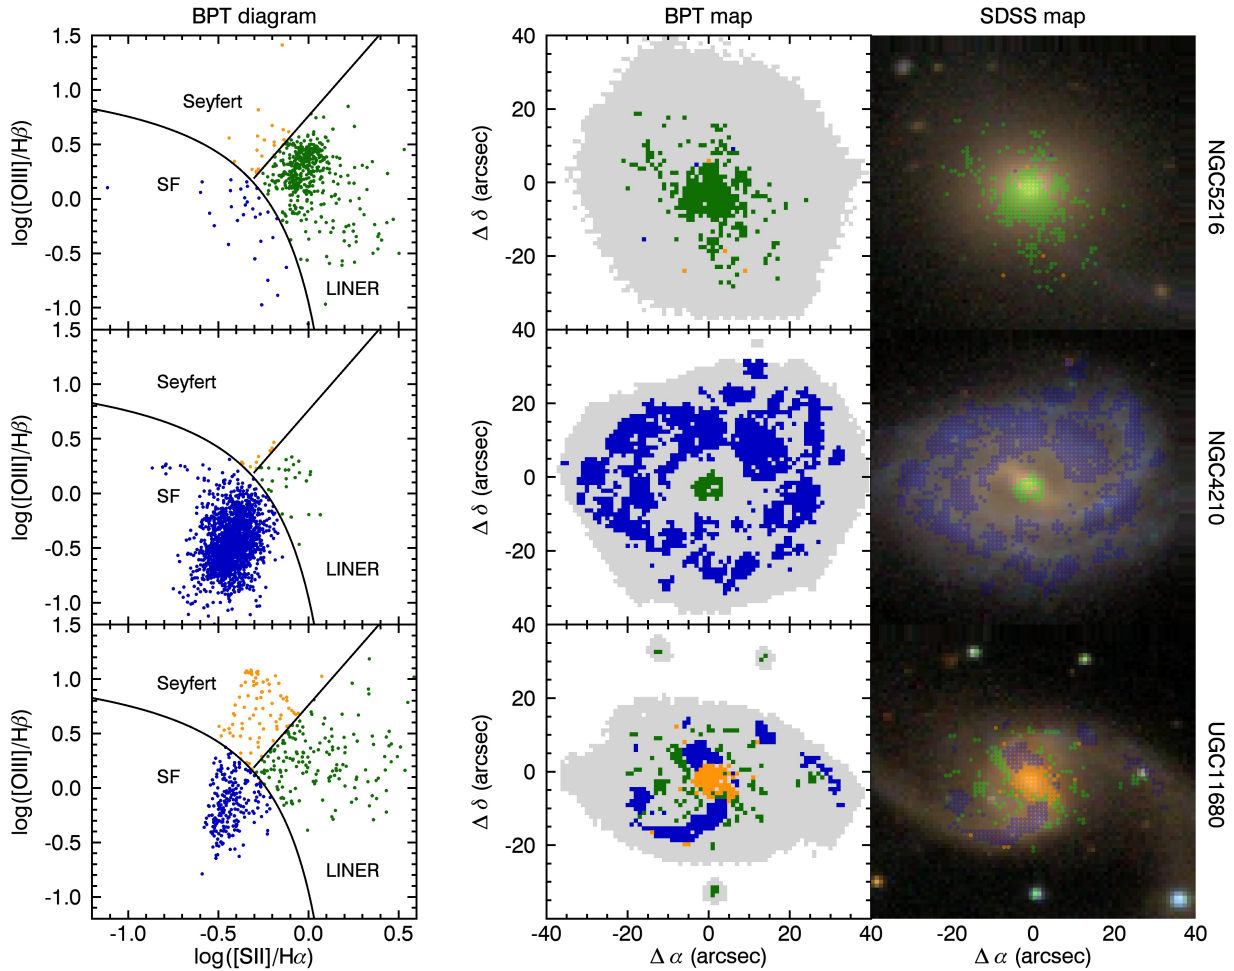 BPT diagram BPT map SDSS map
1.5
1.0
0.5
0.0
-0.5
-1.0
log([OIII]/Hβ)
Seyfert
SF
LINER
40
20
0
-20
40
Δ δ (arcsec)
NGC5216
1.5
1.0
0.5
0.0
-0.5
-1.0
log([OIII]/Hβ)
Seyfert
SF
LINER
20
0
-20
40
Δ δ (arcsec)
NGC4210
1.5
1.0
0.5
0.0
-0.5
-1.0
log([OIII]/Hβ)
Seyfert
SF
LINER
20
0
-20
Δ δ (arcsec)
UGC11680
-1.0 -0.5 0.0 0.5
log([SII]/Hα)
-40 -20 0 20 40
Δ α (arcsec)
-20 0 20 40
Δ α (arcsec)